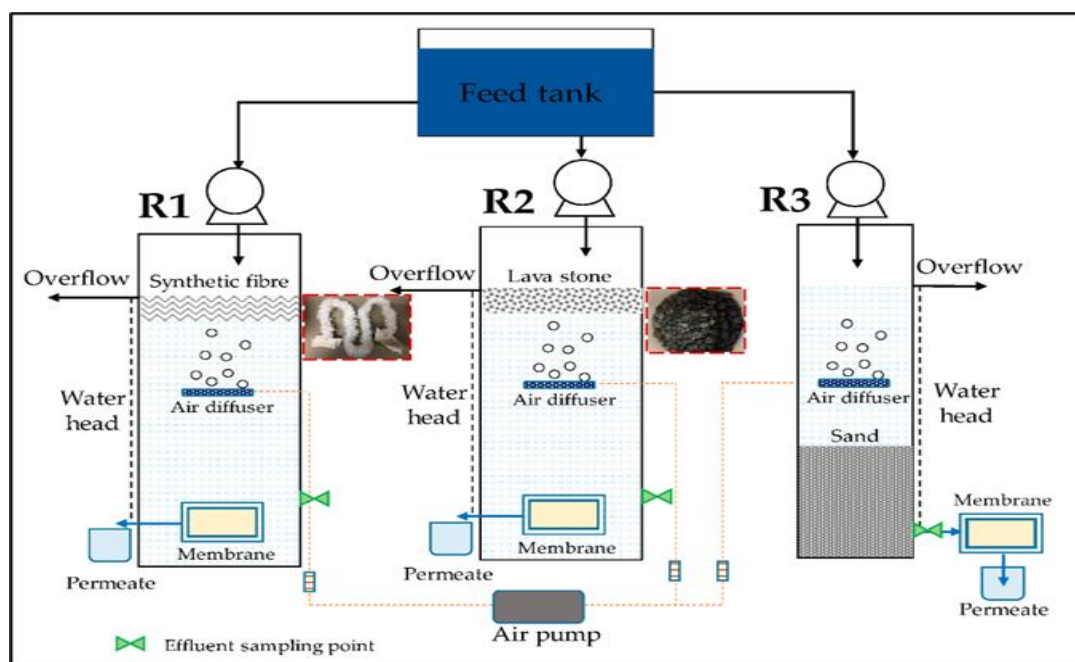 Feed tank
R1
R2
R3
Overflow
Synthetic fibre
Overflow
Lava stone
Overflow
Water
head
Air diffuser
Water
head
Air diffuser
Air diffuser
Water
head
Sand
Membrane
Permeate
Membrane
Permeate
Membrane
Permeate
Air pump
Effluent sampling point